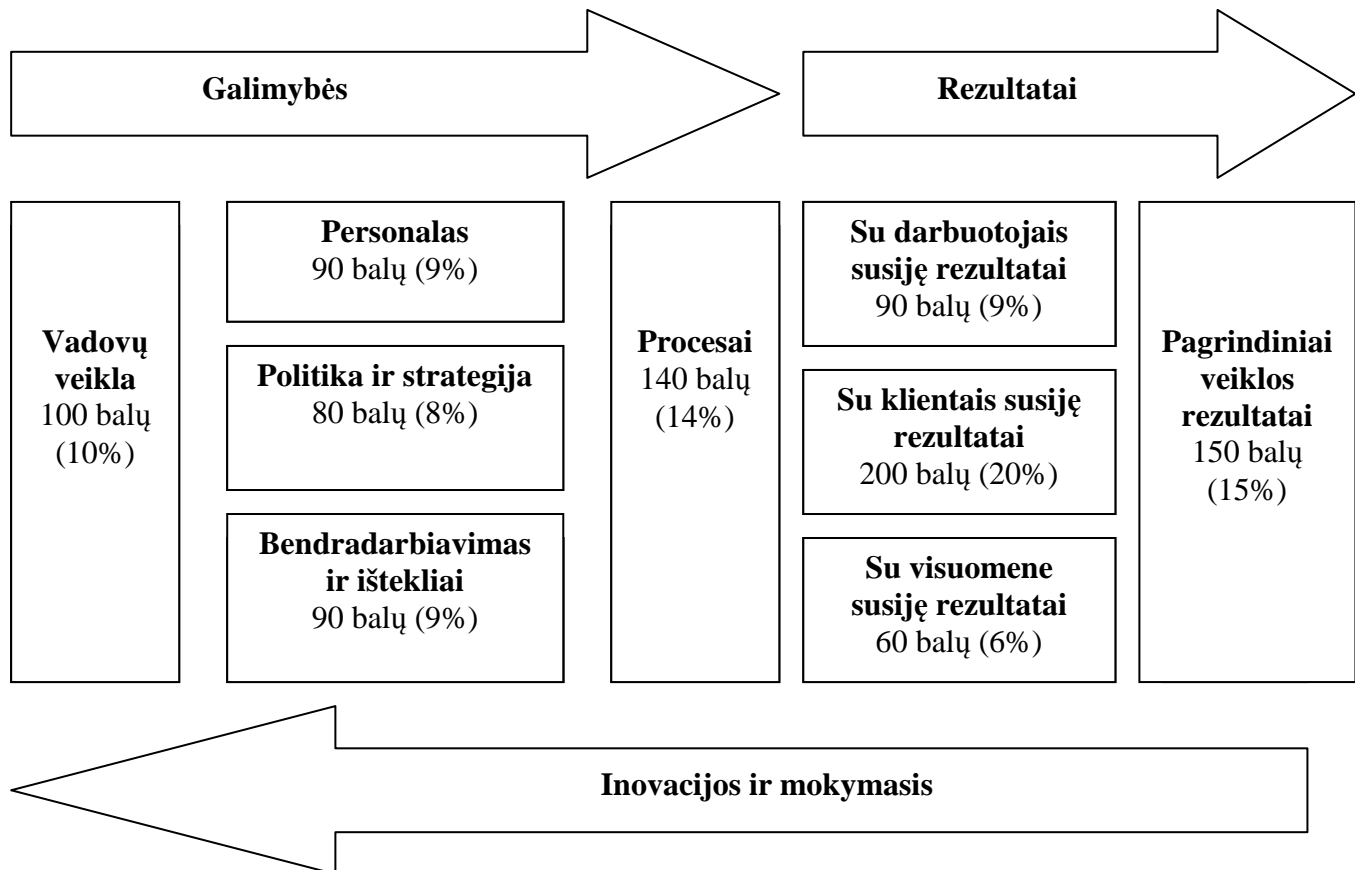 Galimybės
Rezultatai
Vadovų
veikla
100 balų
(10%)
Personalas
90 balų (9%)
Politika ir strategija
80 balų (8%)
Bendradarbiavimas
ir ištekliai
90 balų (9%)
Procesai
140 balų
(14%)
Su darbuotojais
susiję rezultatai
90 balų (9%)
Su klientais susiję
rezultatai
200 balų (20%)
Su visuomene
susiję rezultatai
60 balų (6%)
Pagrindiniai
veiklos
rezultatai
150 balų
(15%)
Inovacijos ir mokymasis